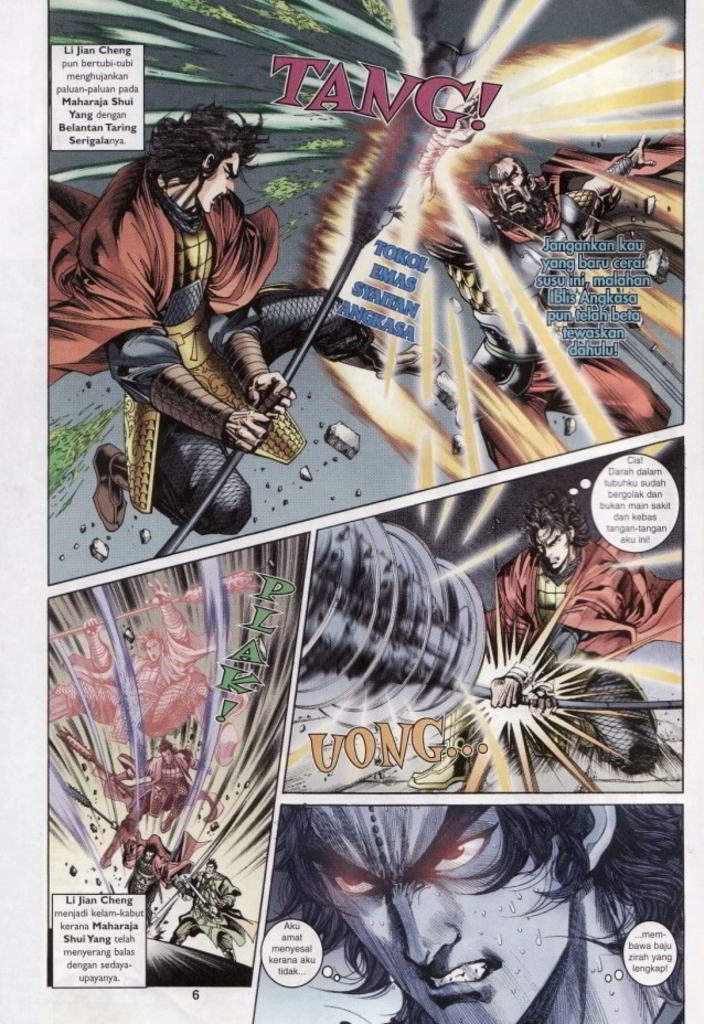 Li Jian Cheng
pun bertubi-tubi
menghujankan
paluan-paluan pada
Maharaja Shui
Yang dengan
Belantan Taring
Serigalanya.
TANG!
TOKOL
EMAS
SYAITAN
ANGKASA
Jangankan kau
yang baru cerai
susu ini, malahan
Iblis Angkasa
pun telah beta
tewaskan
dahulu!
Cis!
Darah dalam
tubuhku sudah
bergolak dan
bukan main sakit
dan kebas
tangan-tangan
aku ini!
PLAK!
UONG...
Li Jian Cheng
menjadi kelam-kabut
kerana Maharaja
Shui Yang telah
menyerang balas
dengan sedaya-
upayanya.
Aku
amat
menyesal
kerana aku
tidak...
...mem-
bawa baju
zirah yang
lengkap!
6